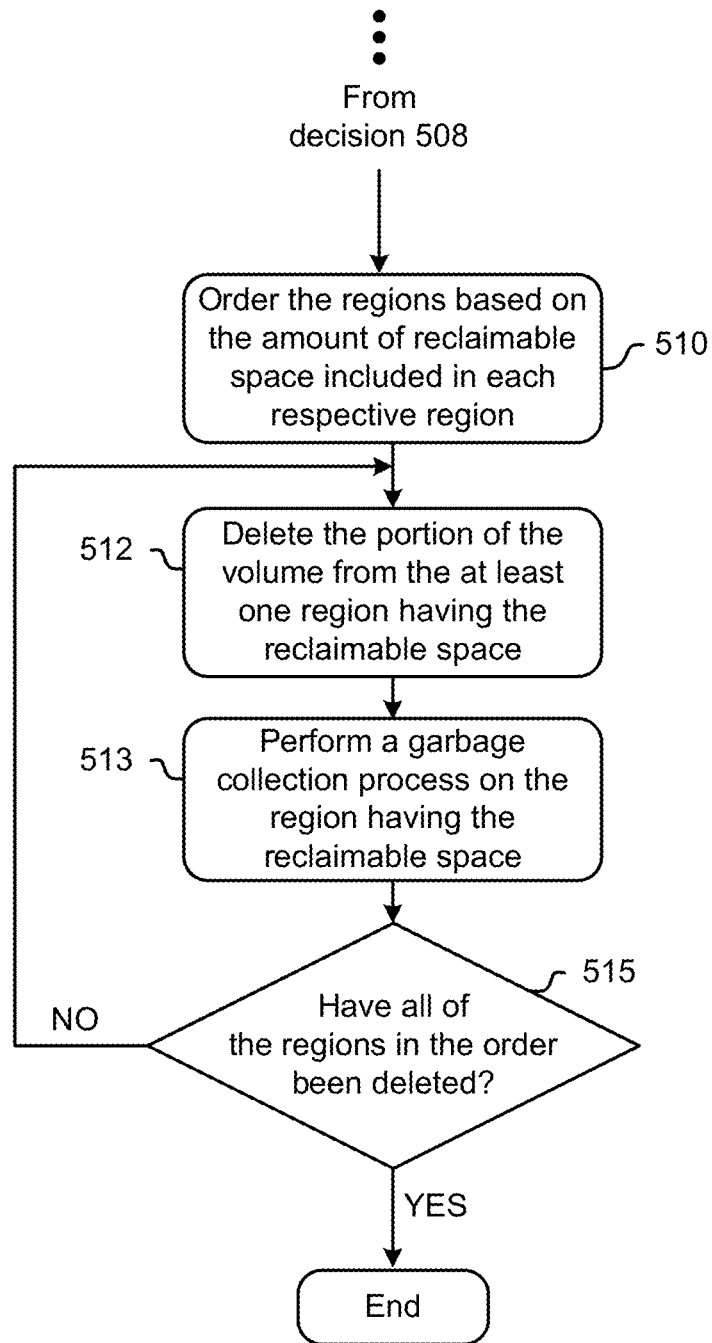 From
decision 508
Order the regions based on
the amount of reclaimable
space included in each
respective region
510
512
Delete the portion of the
volume from the at least
one region having the
reclaimable space
513
Perform a garbage
collection process on the
region having the
reclaimable space
515
Have all of
the regions in the order
been deleted?
NO
YES
End